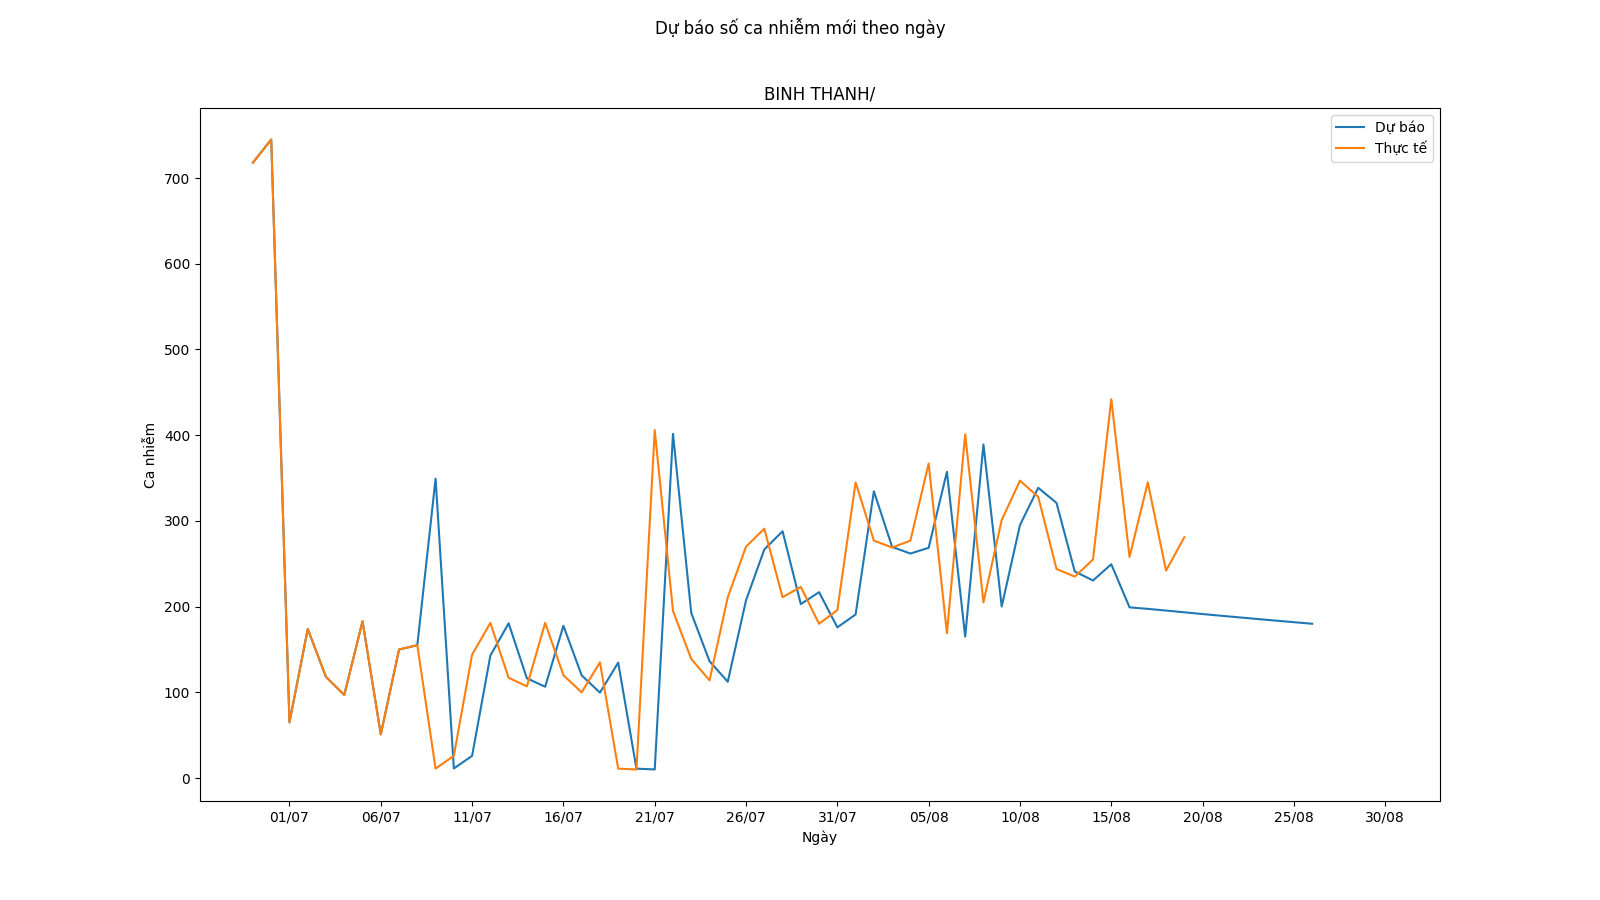 Dự báo số ca nhiễm mới theo ngày
BINH THANH/
Dự báo
Thực tế
700
600
500
400
300
200
100
0
Ca nhiễm
01/07 06/07 11/07 16/07 21/07 26/07 31/07 05/08 10/08 15/08 20/08 25/08 30/08
Ngày